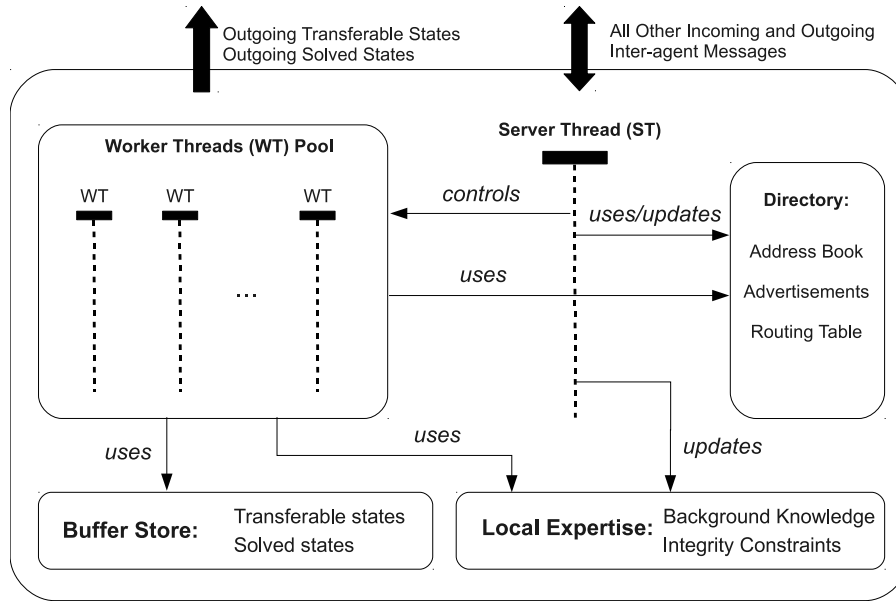 Outgoing Transferable States
Outgoing Solved States
All Other Incoming and Outgoing
Inter-agent Messages
Worker Threads (WT) Pool
Server Thread (ST)
WT
WT
WT
...
controls
uses/updates
uses
Directory:
Address Book
Advertisements
Routing Table
uses
uses
updates
Buffer Store:
Transferable states
Solved states
Local Expertise:
Background Knowledge
Integrity Constraints